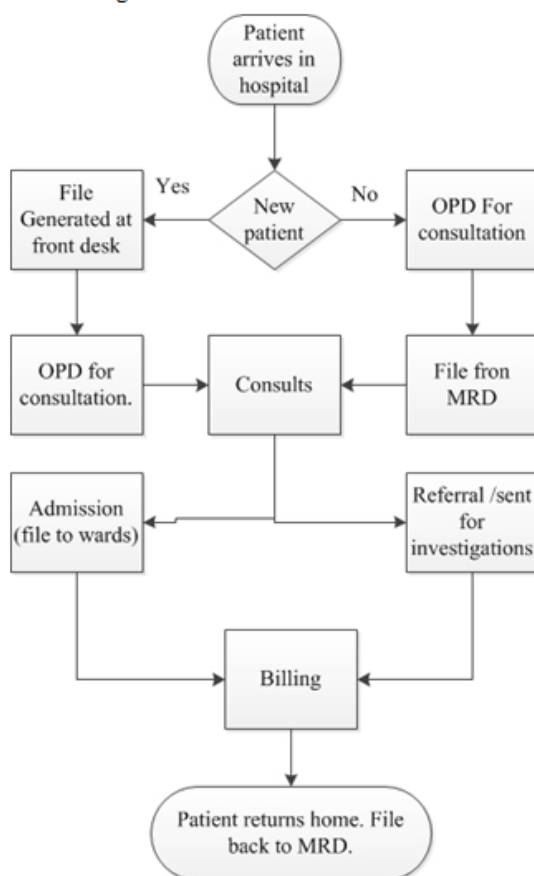 Patient
arrives in
hospital
Yes
No
File
Generated at
front desk
New
patient
OPD For
consultation
OPD for
consultation.
Consults
File fron
MRD
Admission
(file to wards)
Referral /sent
for
investigations
Billing
Patient returns home. File
back to MRD.